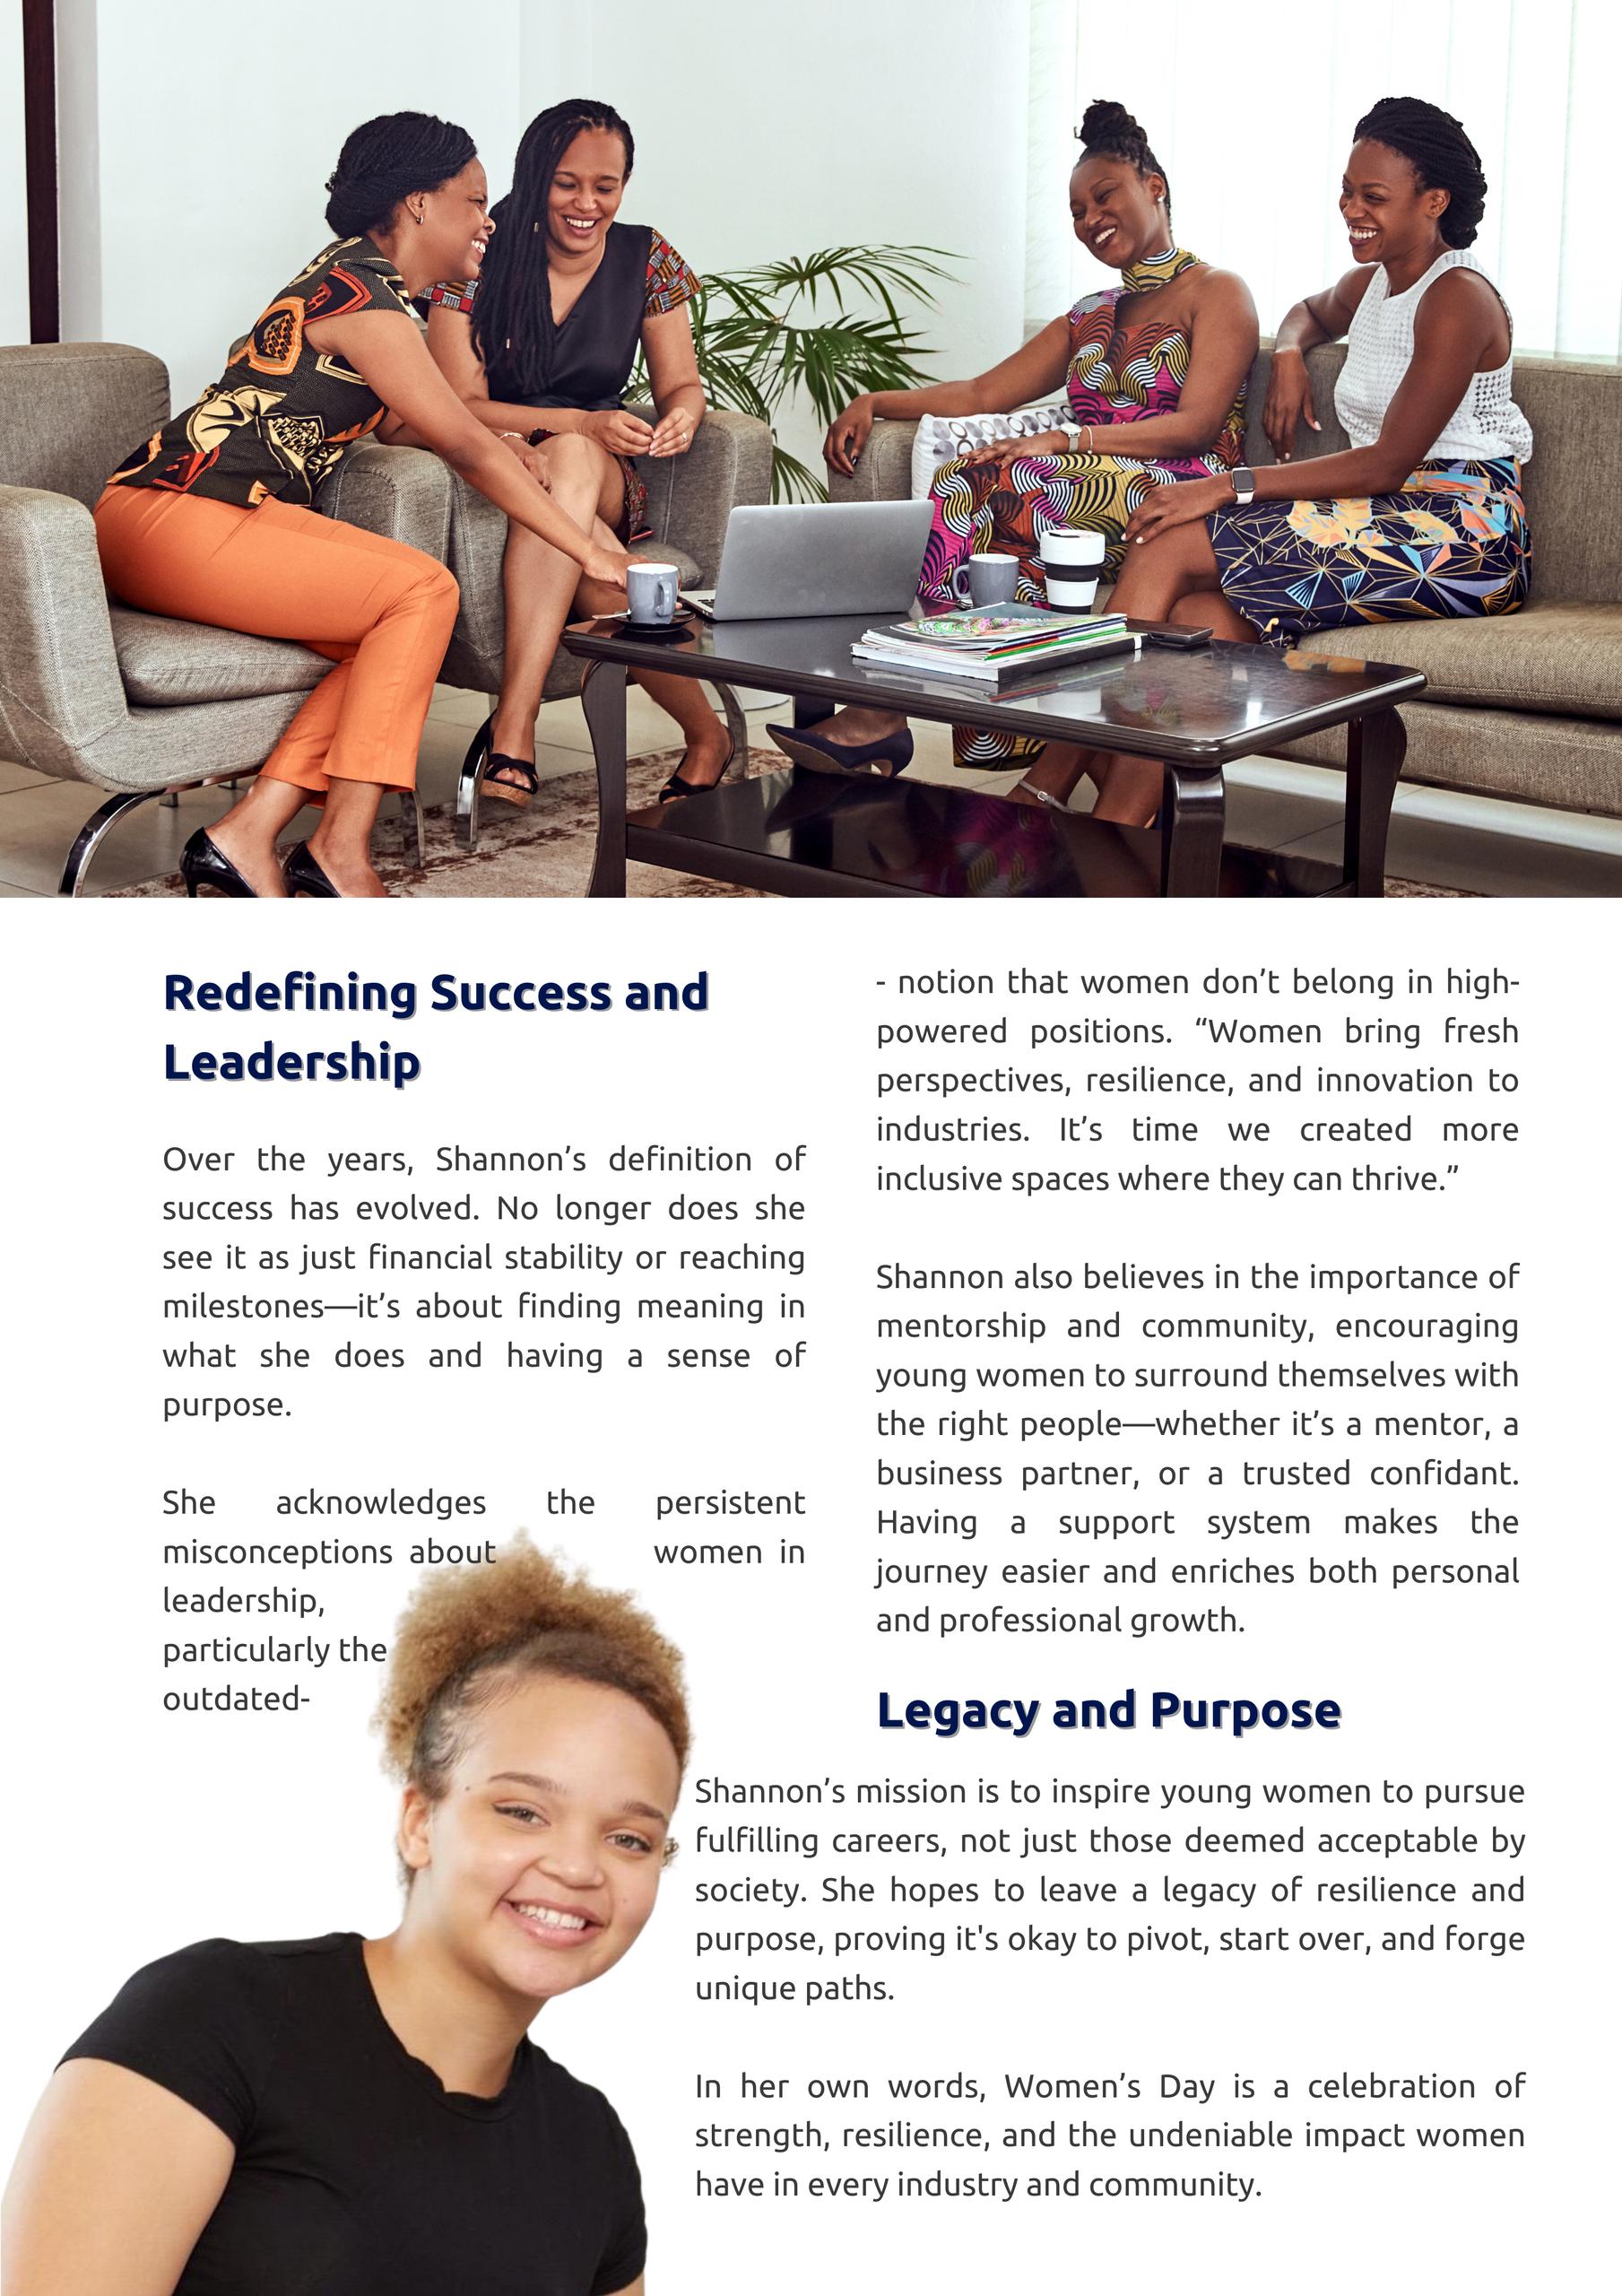 Redefining Success and
Leadership
Over the years, Shannon’s definition of
success has evolved. No longer does she
see it as just financial stability or reaching
milestones—it’s about finding meaning in
what she does and having a sense of
purpose.
She acknowledges the persistent
misconceptions about women in
leadership,
particularly the
outdated-
- notion that women don’t belong in high-
powered positions. “Women bring fresh
perspectives, resilience, and innovation to
industries. It’s time we created more
inclusive spaces where they can thrive.”
Shannon also believes in the importance of
mentorship and community, encouraging
young women to surround themselves with
the right people—whether it’s a mentor, a
business partner, or a trusted confidant.
Having a support system makes the
journey easier and enriches both personal
and professional growth.
Legacy and Purpose
Shannon’s mission is to inspire young women to pursue
fulfilling careers, not just those deemed acceptable by
society. She hopes to leave a legacy of resilience and
purpose, proving it's okay to pivot, start over, and forge
unique paths.
In her own words, Women’s Day is a celebration of
strength, resilience, and the undeniable impact women
have in every industry and community.